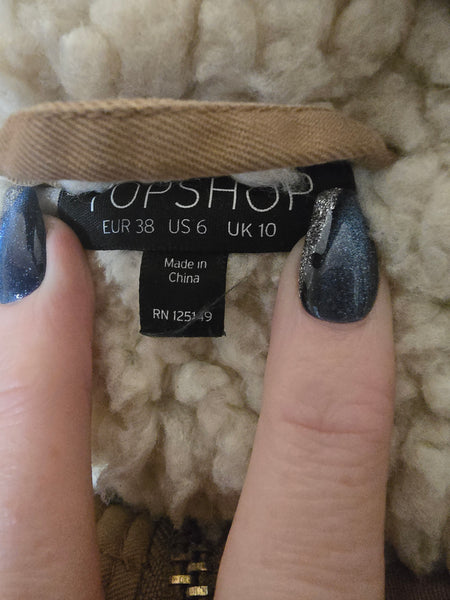 TOPSHOP
EUR 38 US 6 UK 10
Made in
China
RN 125149